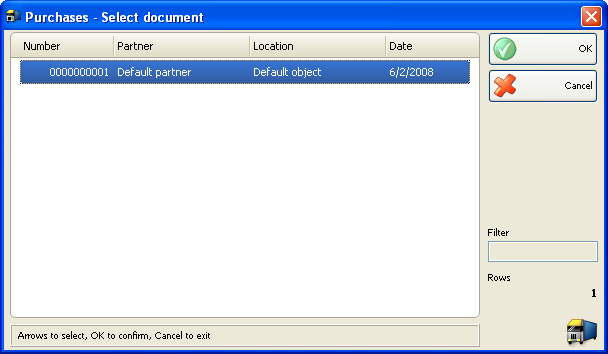 Purchases - Select document
Number Partner Location Date
0000000001 Default partner Default object 6/2/2008
OK
Cancel
Filter
Rows
1
Arrows to select, OK to confirm, Cancel to exit